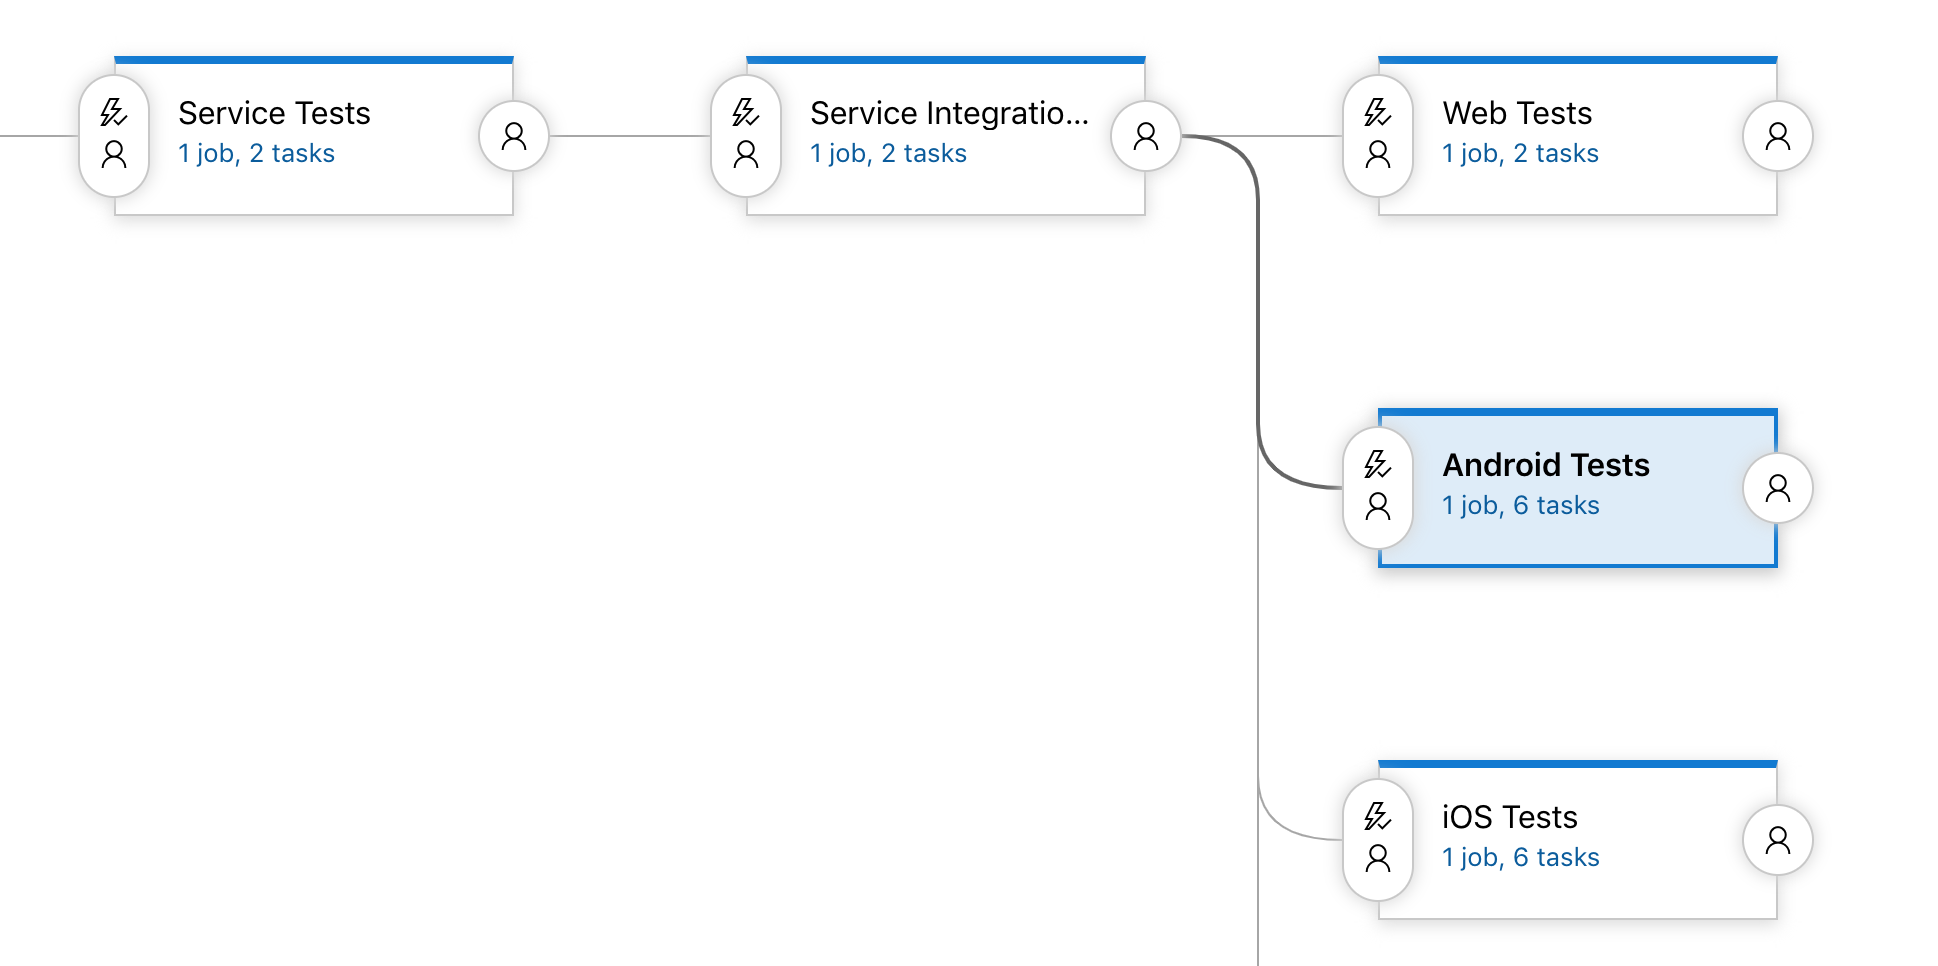 Service Tests
1 job, 2 tasks
Service Integratio...
1 job, 2 tasks
Web Tests
1 job, 2 tasks
Android Tests
1 job, 6 tasks
iOS Tests
1 job, 6 tasks